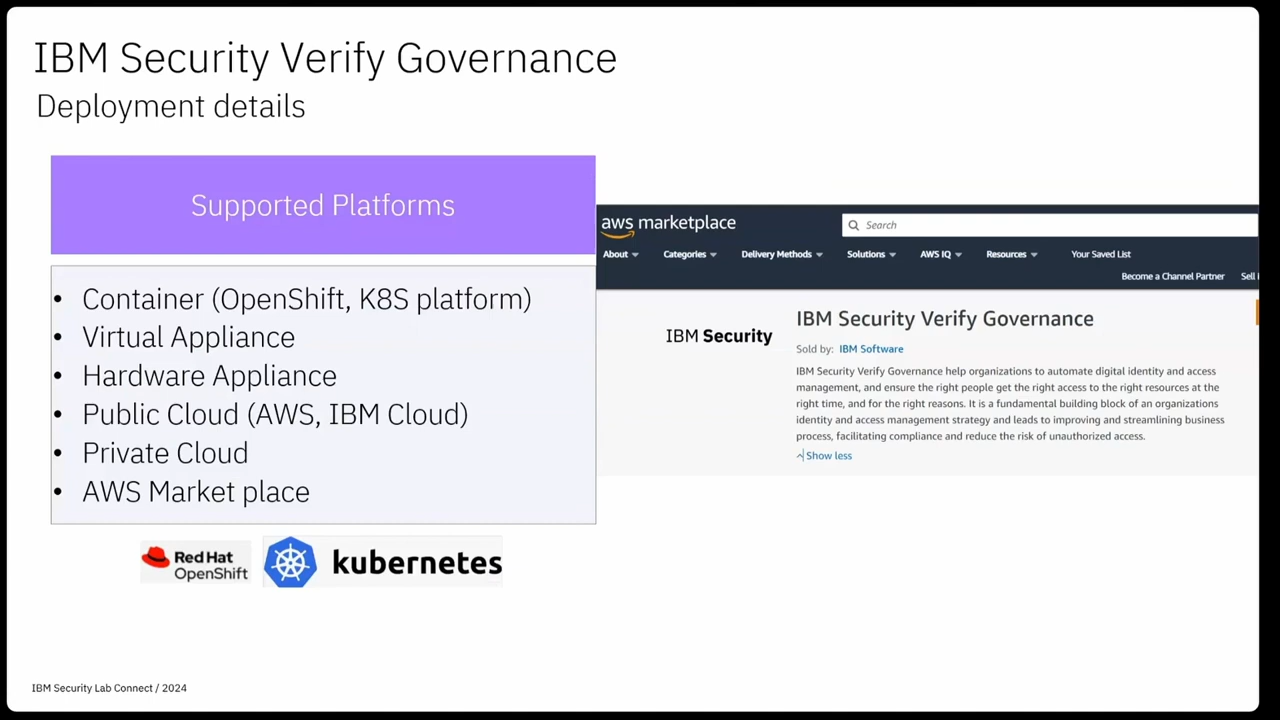 IBM Security Verify Governance
Deployment details
Supported Platforms
• Container (OpenShift, K8S platform)
• Virtual Appliance
• Hardware Appliance
• Public Cloud (AWS, IBM Cloud)
• Private Cloud
• AWS Market place
Red Hat
OpenShift
kubernetes
aws marketplace
Search
About
Categories
Delivery Methods
Solutions
AWS IQ
Resources
Your Saved List
Become a Channel Partner
Sell
IBM Security
IBM Security Verify Governance
Sold by: IBM Software
IBM Security Verify Governance help organizations to automate digital identity and access
management, and ensure the right people get the right access to the right resources at the
right time, and for the right reasons. It is a fundamental building block of an organizations
identity and access management strategy and leads to improving and streamlining business
process, facilitating compliance and reduce the risk of unauthorized access.
Show less
IBM Security Lab Connect / 2024